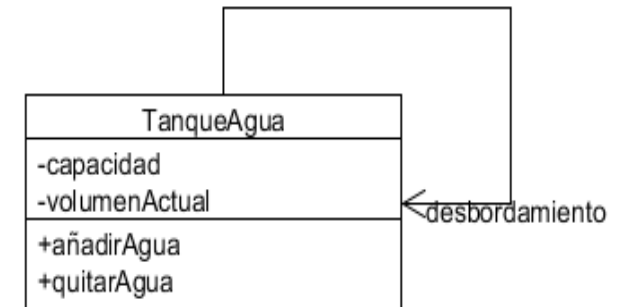 TanqueAgua
-capacidad
-volumenActual
desbordamiento
+añadirAgua
+quitarAgua